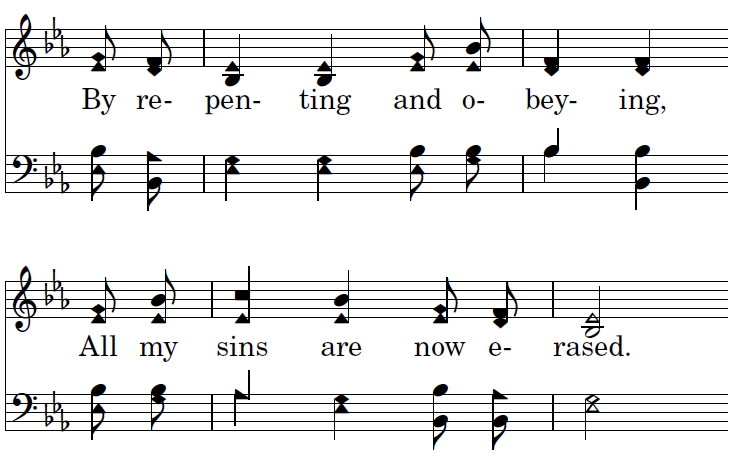 By re- pen- ting and o- bey- ing,
All my sins are now e- rased.